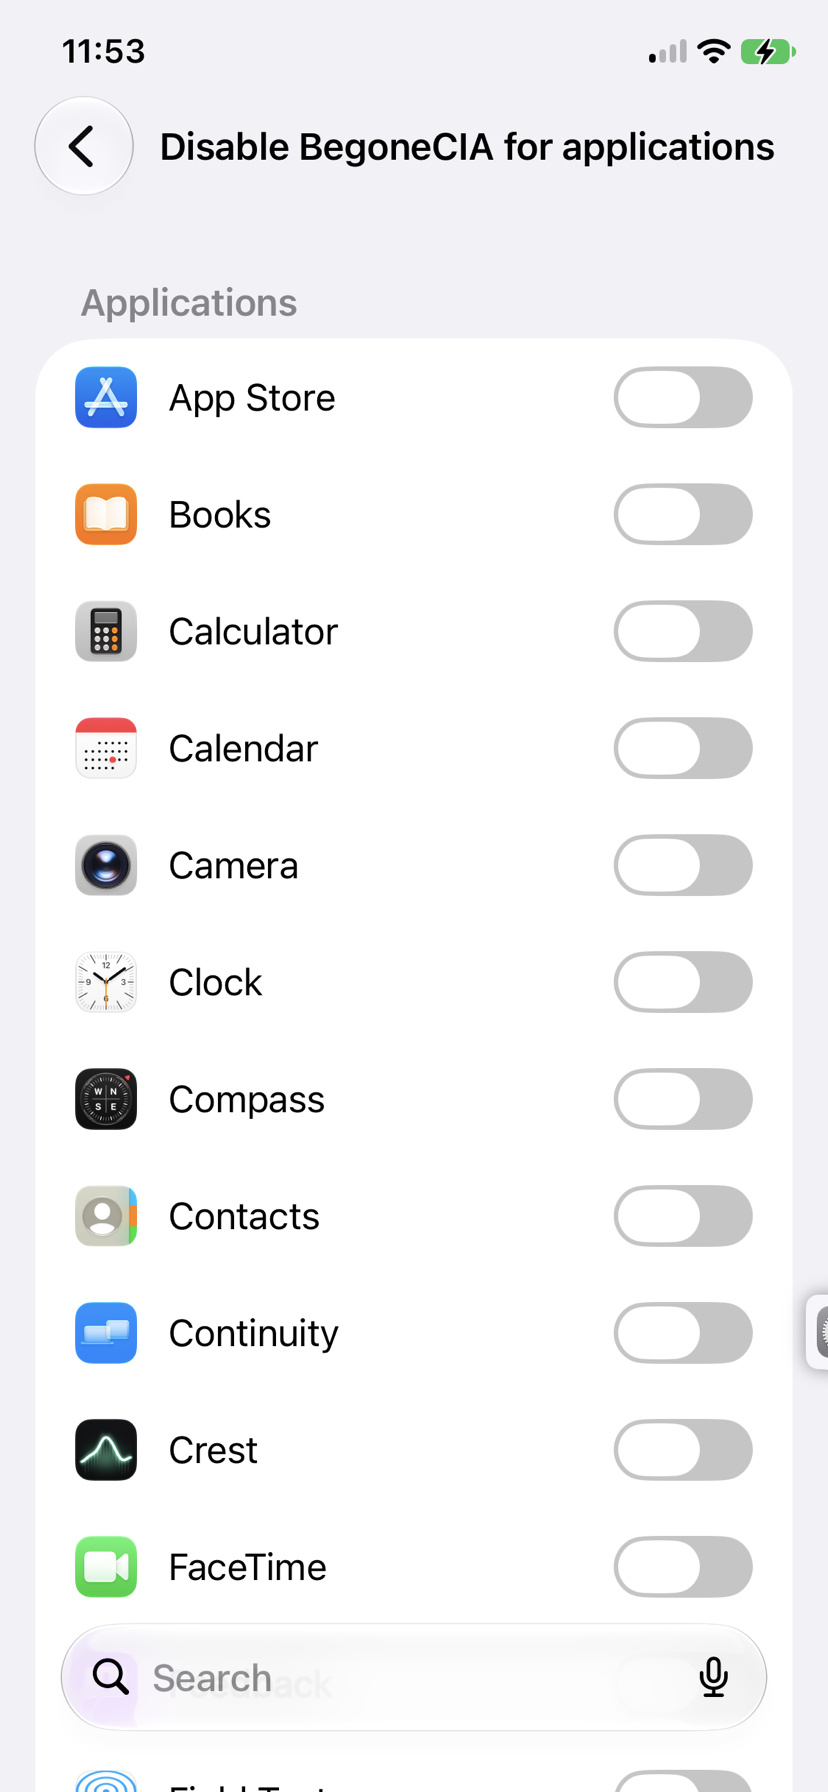 11:53
Disable BegoneCIA for applications
Applications
App Store
Books
Calculator
Calendar
Camera
Clock
Compass
Contacts
Continuity
Crest
FaceTime
Search
Feedback